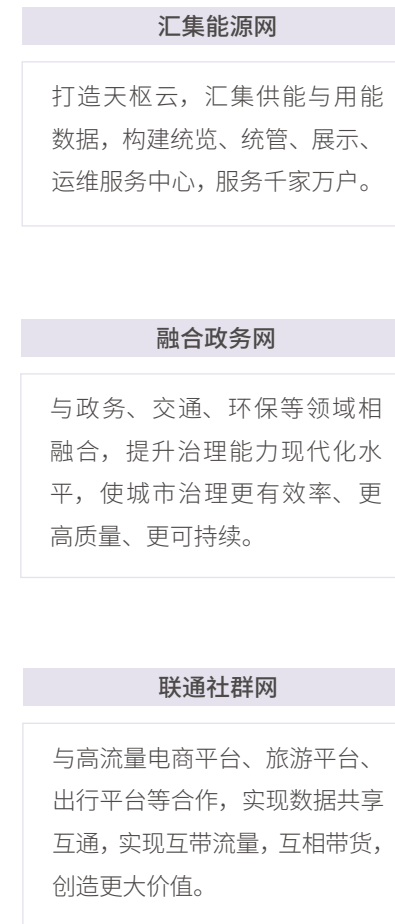 汇集能源网
打造天枢云，汇集供能与用能
数据，构建统览、统管、展示、
运维服务中心，服务千家万户。
融合政务网
与政务、交通、环保等领域相
融合，提升治理能力现代化水
平，使城市治理更有效率、更
高质量、更可持续。
联通社群网
与高流量电商平台、旅游平台、
出行平台等合作，实现数据共享
互通，实现互带流量，互相带货，
创造更大价值。